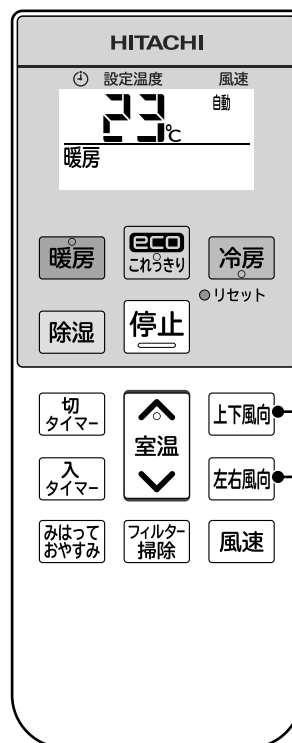 HITACHI
設定温度 風速
23℃ 自動
暖房
暖房
eco
これっきり
冷房
リセット
除湿
停止
切
タイマー
室温
上下風向
入
タイマー
左右風向
みはって
おやすみ
フィルター
掃除
風速